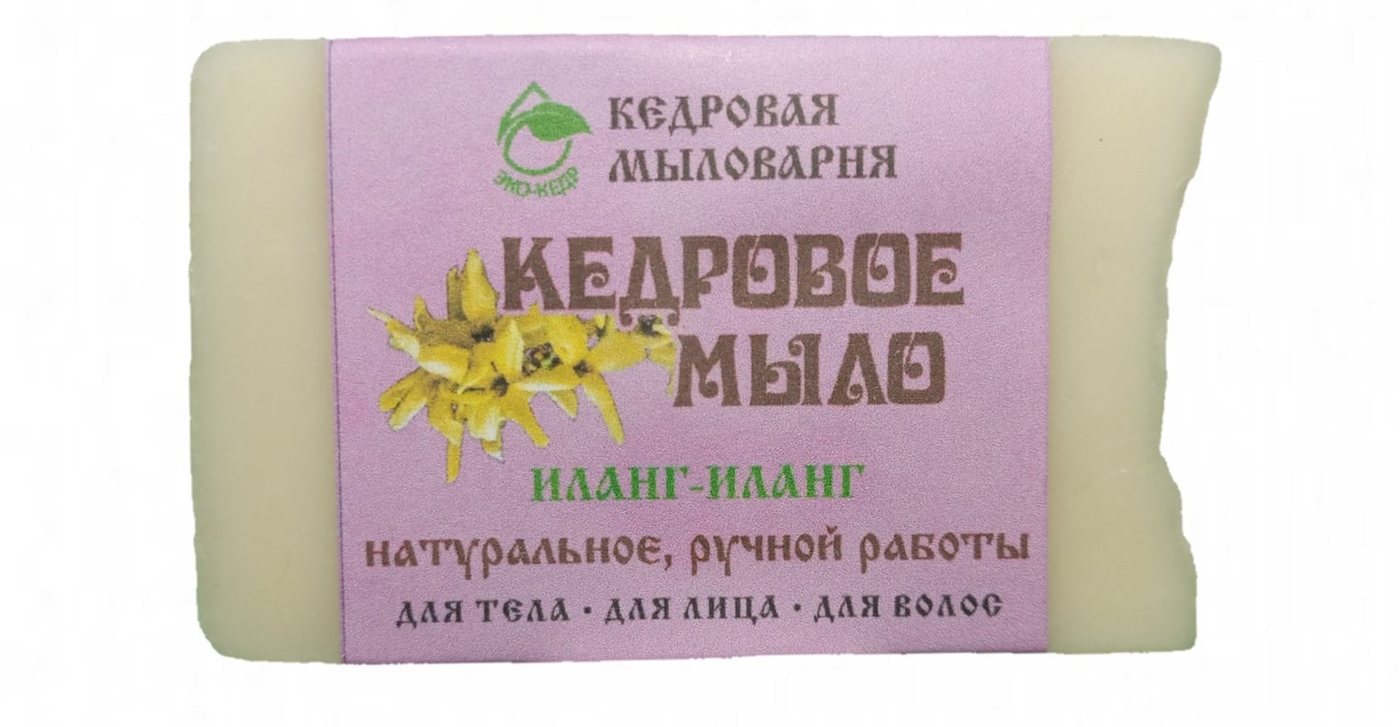 КЕДРОВАЯ
МЫЛОВАРНЯ
ЭКО-КЕДР
КЕДРОВОЕ
МЫЛО
ИЛАНГ-ИЛАНГ
натуральное, ручной работы
ДЛЯ ТЕЛА · ДЛЯ ЛИЦА · ДЛЯ ВОЛОС